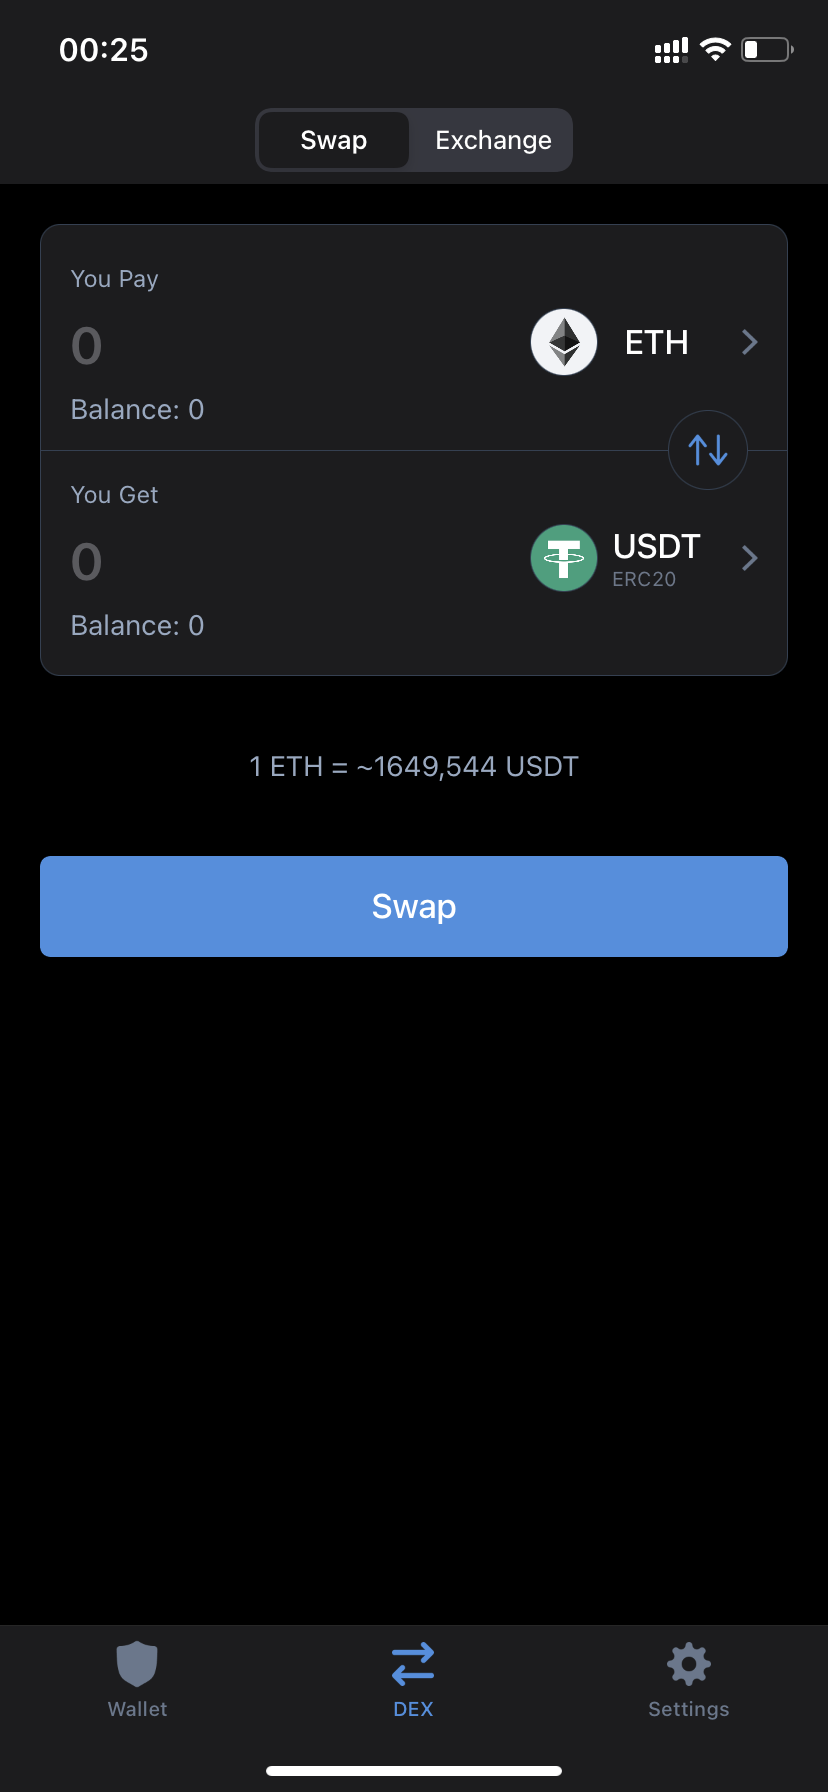 00:25
Swap Exchange
You Pay
0
ETH
Balance: 0
You Get
0
USDT
ERC20
Balance: 0
1 ETH = ~1649,544 USDT
Swap
Wallet DEX Settings